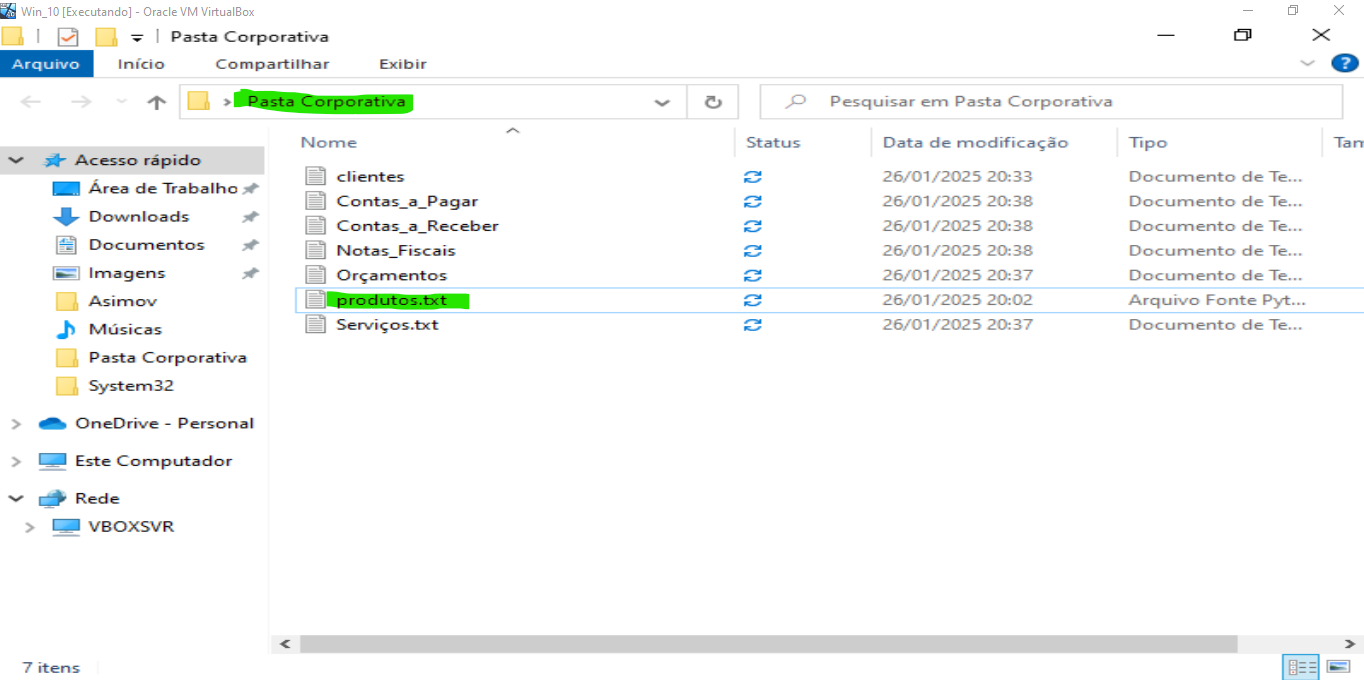 Win_10 [Executando] - Oracle VM VirtualBox
Pasta Corporativa
Arquivo Início Compartilhar Exibir
Pasta Corporativa Pesquisar em Pasta Corporativa
Nome Status Data de modificação Tipo Tam
Acesso rápido
Área de Trabalho
Downloads
Documentos
Imagens
Asimov
Músicas
Pasta Corporativa
System32
OneDrive - Personal
Este Computador
Rede
VBOXSVR
clientes 26/01/2025 20:33 Documento de Te...
Contas_a_Pagar 26/01/2025 20:38 Documento de Te...
Contas_a_Receber 26/01/2025 20:38 Documento de Te...
Notas_Fiscais 26/01/2025 20:38 Documento de Te...
Orçamentos 26/01/2025 20:37 Documento de Te...
produtos.txt 26/01/2025 20:02 Arquivo Fonte Pyt...
Serviços.txt 26/01/2025 20:37 Documento de Te...
7 itens